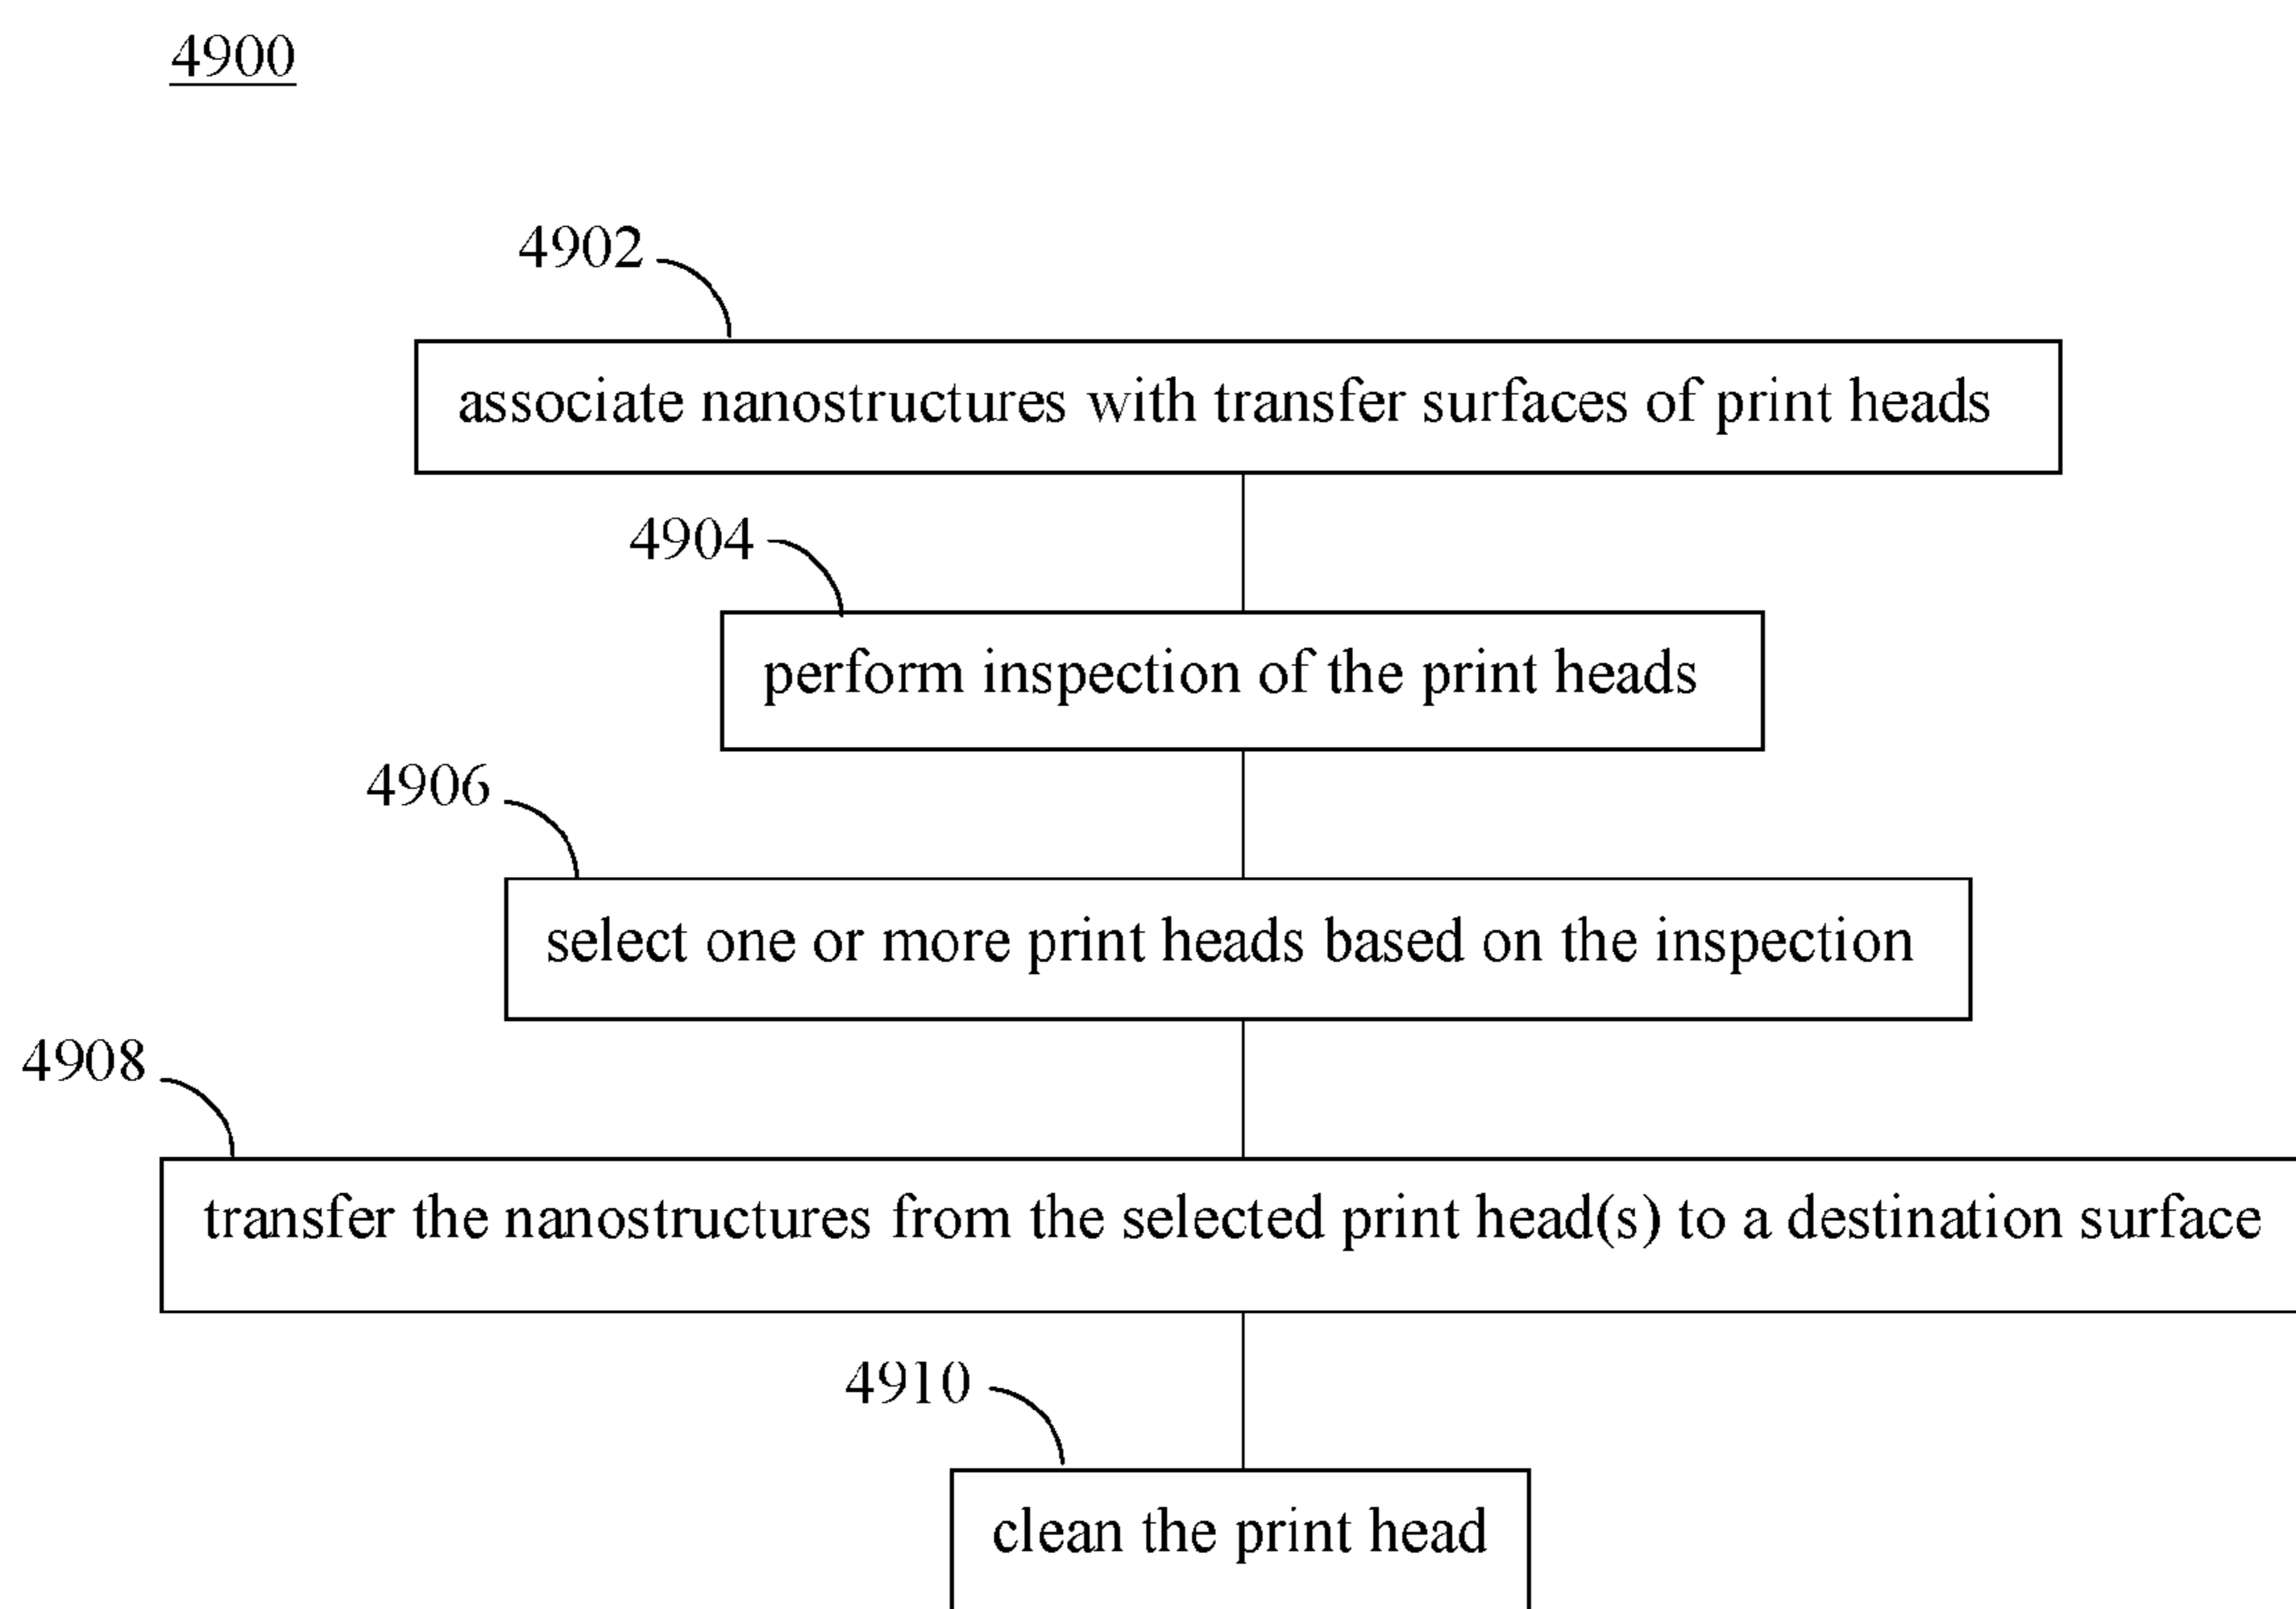 4900
4902
associate nanostructures with transfer surfaces of print heads
4904
perform inspection of the print heads
4906
select one or more print heads based on the inspection
4908
transfer the nanostructures from the selected print head(s) to a destination surface
4910
clean the print head